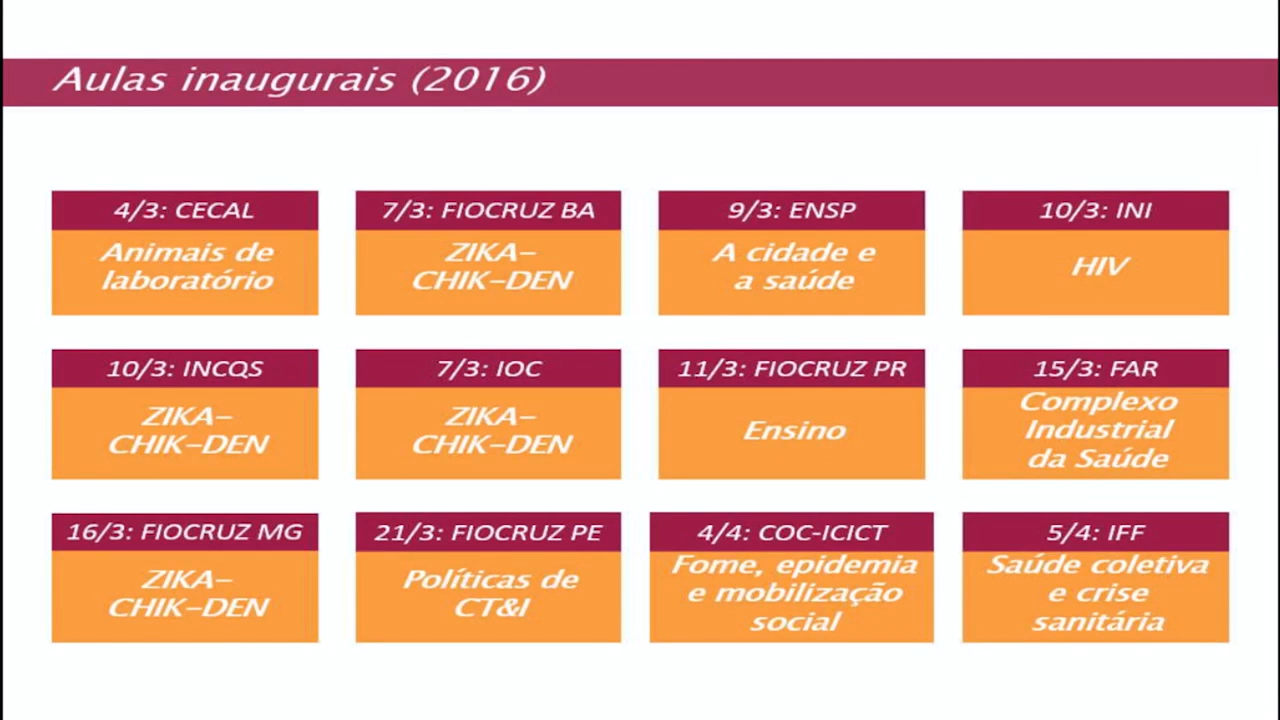 Aulas inaugurais (2016)
4/3: CECAL
Animais de
laboratório
7/3: FIOCRUZ BA
ZIKA–
CHIK–DEN
9/3: ENSP
A cidade e
a saúde
10/3: INI
HIV
10/3: INCQS
ZIKA–
CHIK–DEN
7/3: IOC
ZIKA–
CHIK–DEN
11/3: FIOCRUZ PR
Ensino
15/3: FAR
Complexo
Industrial
da Saúde
16/3: FIOCRUZ MG
ZIKA–
CHIK–DEN
21/3: FIOCRUZ PE
Políticas de
CT&I
4/4: COC-ICICT
Fome, epidemia
e mobilização
social
5/4: IFF
Saúde coletiva
e crise
sanitária